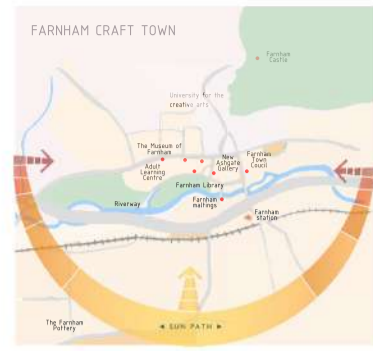 FARNHAM CRAFT TOWN
Farnham
Castle
University for the
creative arts
The Museum of
Farnham
Adult
Learning
Centre
New
Ashgate
Gallery
Farnham
Town
Coucil
Farnham Library
Riverway
Farnham
maltings
Farnham
station
The Farnham
Pottery
SUN PATH